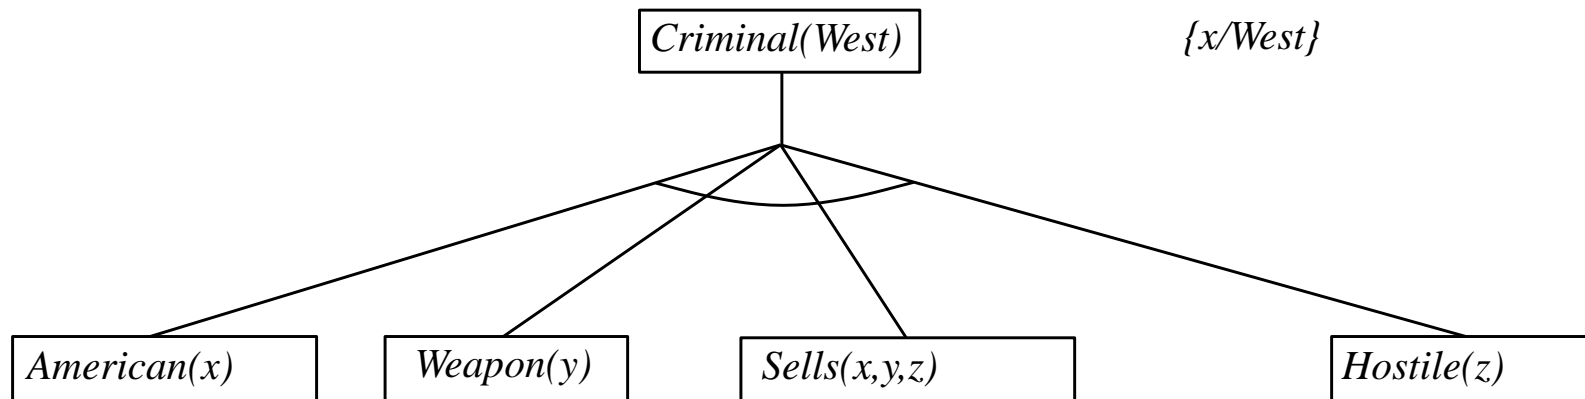 Criminal(West) {x/West}
American(x) Weapon(y) Sells(x,y,z) Hostile(z)